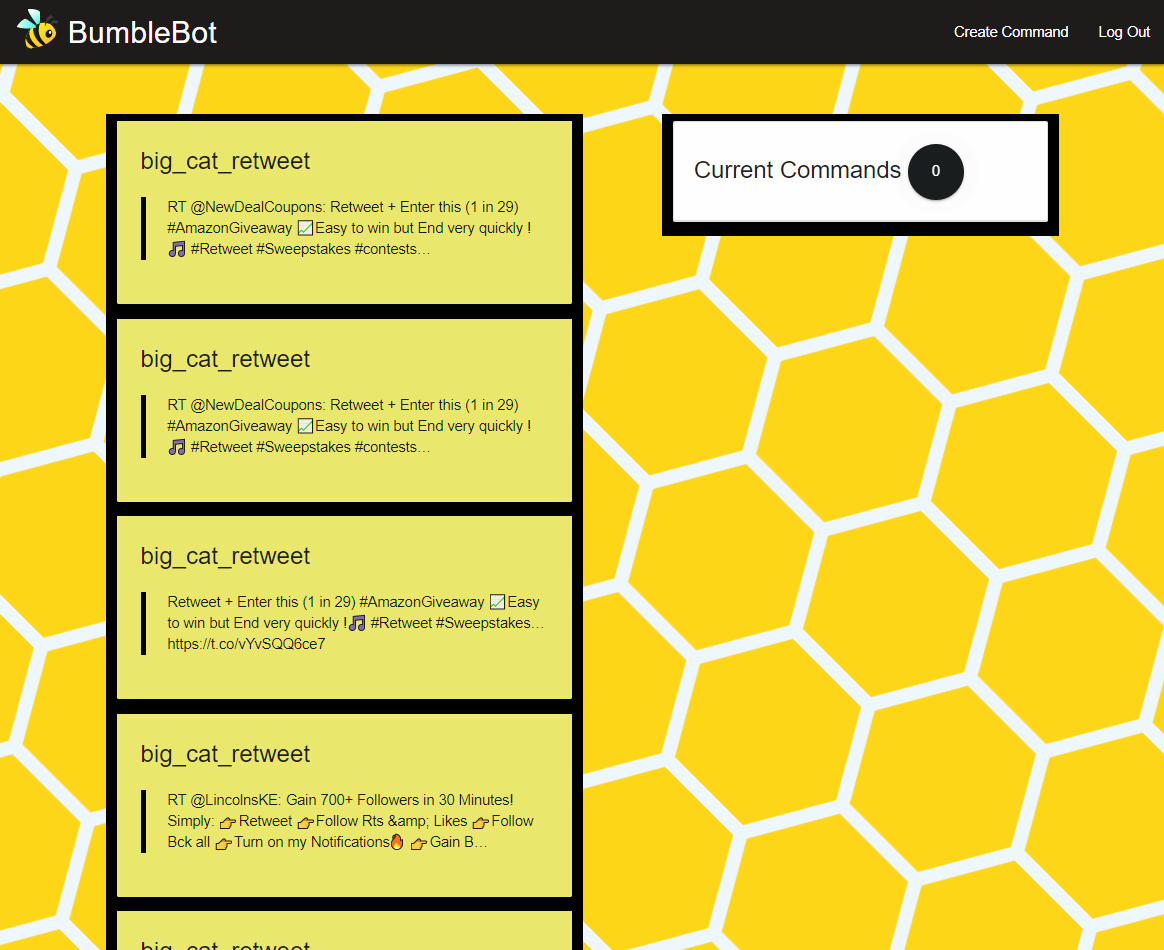 BumbleBot
Create Command
Log Out
big_cat_retweet
RT @NewDealCoupons: Retweet + Enter this (1 in 29)
#AmazonGiveaway 💹Easy to win but End very quickly !
🎵 #Retweet #Sweepstakes #contests…
big_cat_retweet
RT @NewDealCoupons: Retweet + Enter this (1 in 29)
#AmazonGiveaway 💹Easy to win but End very quickly !
🎵 #Retweet #Sweepstakes #contests…
big_cat_retweet
Retweet + Enter this (1 in 29) #AmazonGiveaway 💹Easy
to win but End very quickly !🎵 #Retweet #Sweepstakes…
https://t.co/vYvSQQ6ce7
big_cat_retweet
RT @LincolnsKE: Gain 700+ Followers in 30 Minutes!
Simply: 👉Retweet 👉Follow Rts &amp;amp; Likes 👉Follow
Bck all 👉Turn on my Notifications🔥 👉Gain B…
big_cat_retweet
Current Commands 0